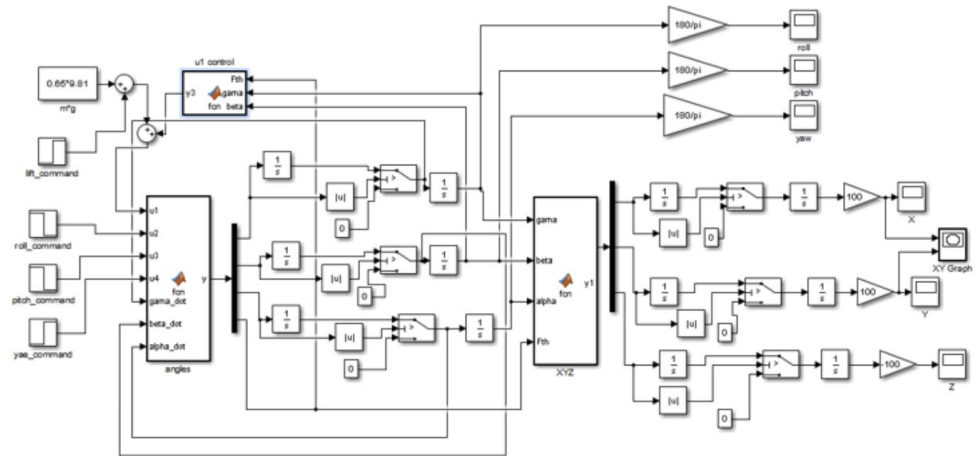 180/pi
roll
180/pi
pitch
180/pi
yaw
u1 control
Fth
gama
beta
y3
fcn
0.65*9.81
m*g
lift_command
roll_command
pitch_command
yae_command
u1
u2
u3
u4
gama_dot
beta_dot
alpha_dot
fcn
y
angles
1
s
|u|
0
1
s
1
s
|u|
0
1
s
1
s
|u|
0
1
s
gama
beta
alpha
Fth
fcn
y1
XYZ
1
s
|u|
0
1
s
100
X
XY Graph
1
s
|u|
0
1
s
100
Y
1
s
|u|
0
1
s
-100
Z